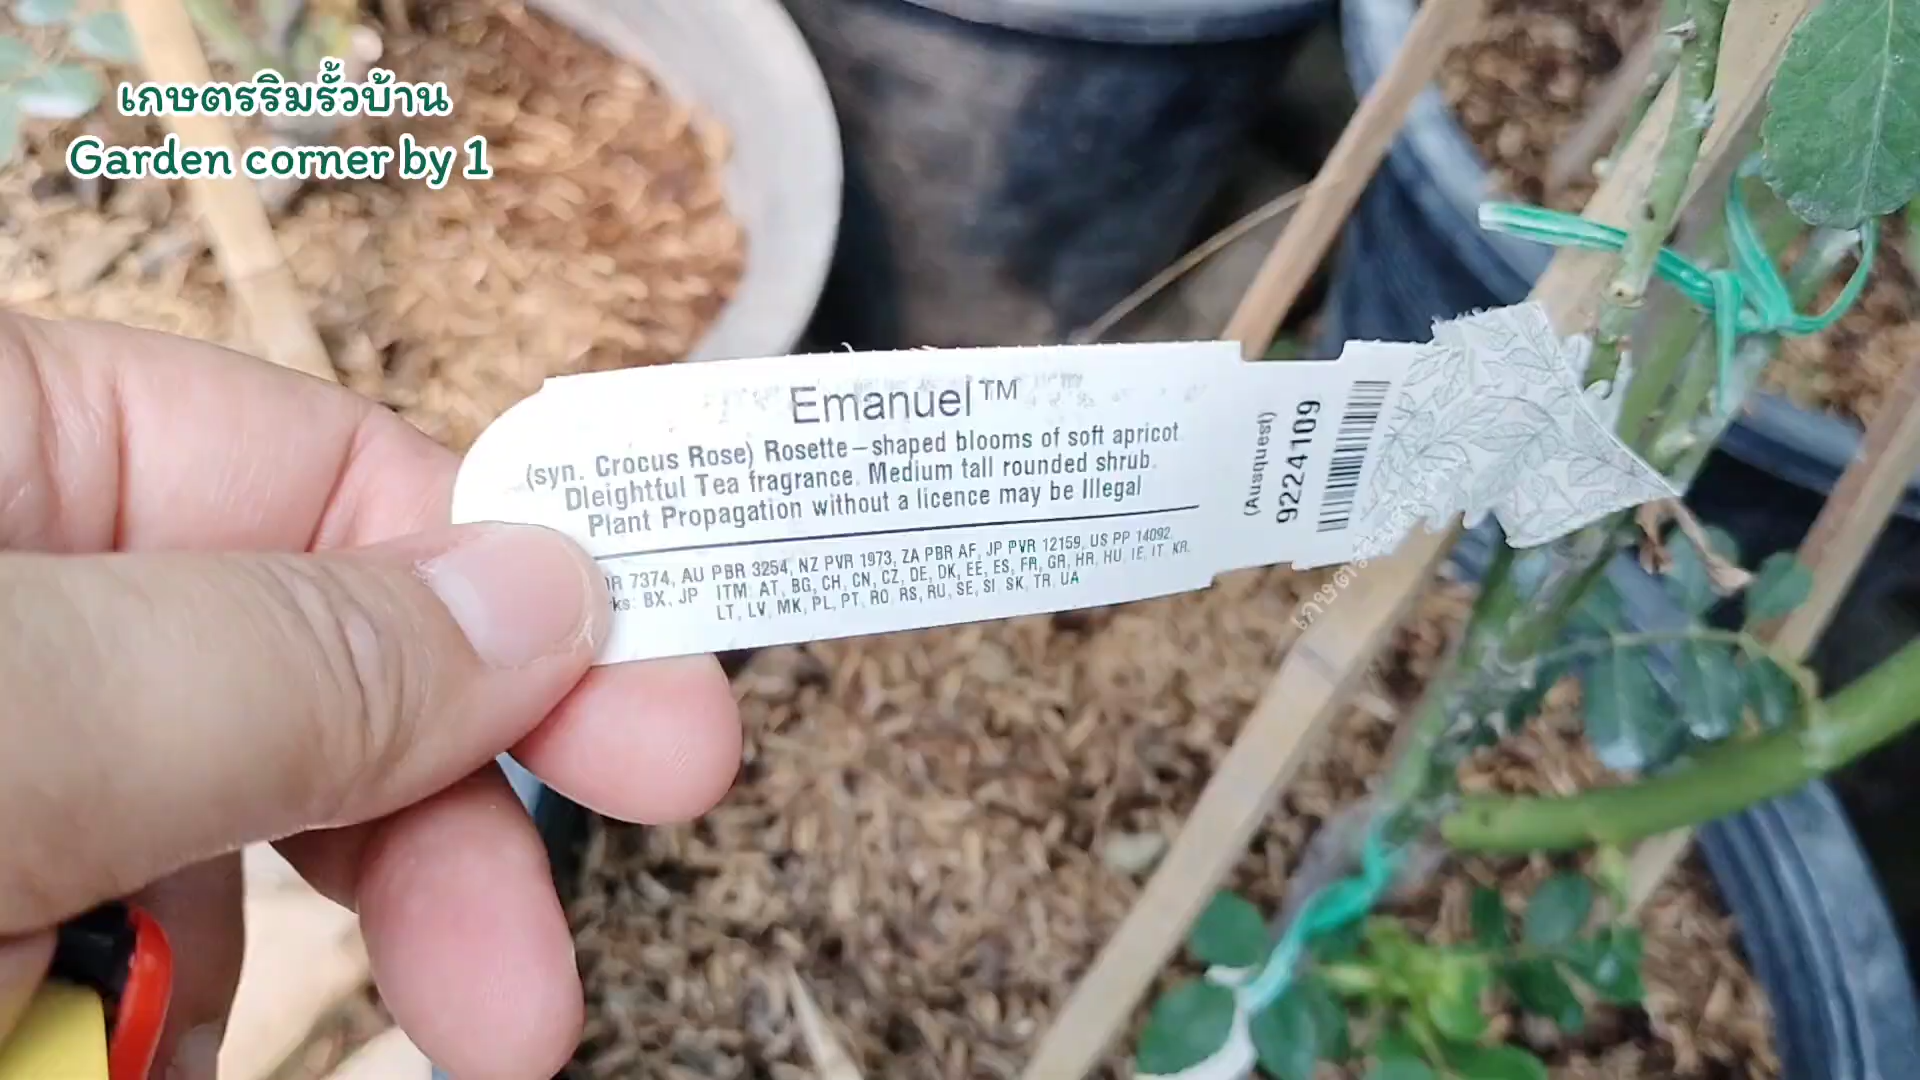 เกษตรริมรั้วบ้าน
Garden corner by 1
Emanuel™
(syn. Crocus Rose) Rosette-shaped blooms of soft apricot
Dleightful Tea fragrance. Medium tall rounded shrub.
Plant Propagation without a licence may be Illegal
7374, AU PBR 3254, NZ PVR 1973, ZA PBR AF, JP PVR 12159, US PP 14092,
BX, JP ITM: AT, BG, CH, CN, CZ, DE, DK, EE, ES, FR, GR, HR, HU, IE, IT, KR,
LT, LV, MK, PL, PT, RO, RS, RU, SE, SI, SK, TR, UA
(Ausquest)
9224109